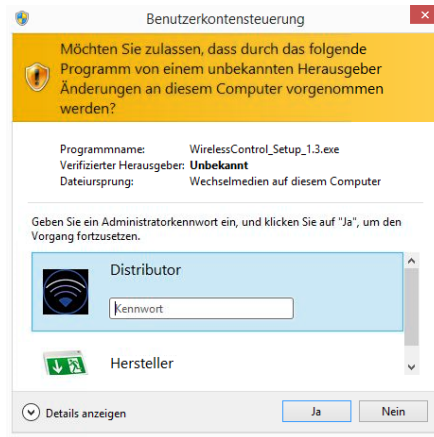 Benutzerkontensteuerung
Möchten Sie zulassen, dass durch das folgende
Programm von einem unbekannten Herausgeber
Änderungen an diesem Computer vorgenommen
werden?
Programmname: WirelessControl_Setup_1.3.exe
Verifizierter Herausgeber: Unbekannt
Dateiursprung: Wechselmedien auf diesem Computer
Geben Sie ein Administratorkennwort ein, und klicken Sie auf "Ja", um den
Vorgang fortzusetzen.
Distributor
Kennwort
Hersteller
Details anzeigen Ja Nein